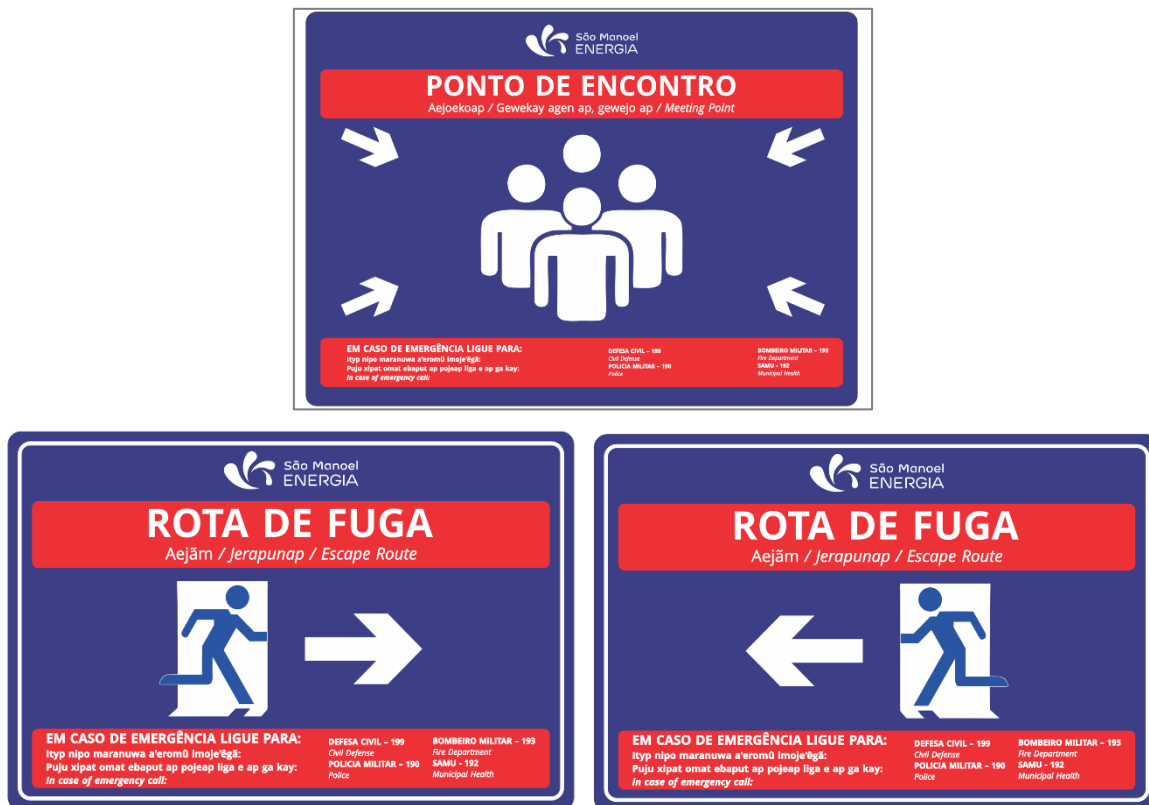 São Manoel
ENERGIA
PONTO DE ENCONTRO
Aejoekoap / Gewekay agen ap, gewejo ap / Meeting Point
EM CASO DE EMERGÊNCIA LIGUE PARA:
Ityp nipo maranuwa a'eromũ imoje'ẽgã:
Puju xipat omat ebaput ap pojeap liga e ap ga kay:
In case of emergency call:
DEFESA CIVIL – 199
Civil Defense
POLICIA MILITAR – 190
Police
BOMBEIRO MILITAR – 193
Fire Department
SAMU - 192
Municipal Health
São Manoel
ENERGIA
ROTA DE FUGA
Aejãm / Jerapunap / Escape Route
EM CASO DE EMERGÊNCIA LIGUE PARA:
Ityp nipo maranuwa a'eromũ imoje'ẽgã:
Puju xipat omat ebaput ap pojeap liga e ap ga kay:
In case of emergency call:
DEFESA CIVIL – 199
Civil Defense
POLICIA MILITAR – 190
Police
BOMBEIRO MILITAR – 193
Fire Department
SAMU - 192
Municipal Health
São Manoel
ENERGIA
ROTA DE FUGA
Aejãm / Jerapunap / Escape Route
EM CASO DE EMERGÊNCIA LIGUE PARA:
Ityp nipo maranuwa a'eromũ imoje'ẽgã:
Puju xipat omat ebaput ap pojeap liga e ap ga kay:
In case of emergency call:
DEFESA CIVIL – 199
Civil Defense
POLICIA MILITAR – 190
Police
BOMBEIRO MILITAR – 193
Fire Department
SAMU - 192
Municipal Health